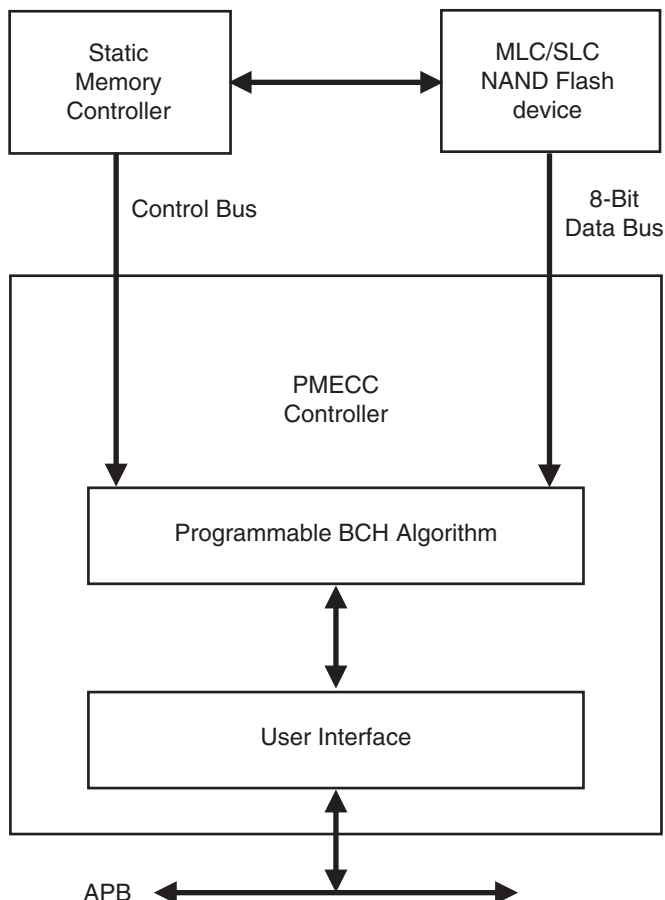 Static
Memory
Controller
MLC/SLC
NAND Flash
device
Control Bus
8-Bit
Data Bus
PMECC
Controller
Programmable BCH Algorithm
User Interface
APB